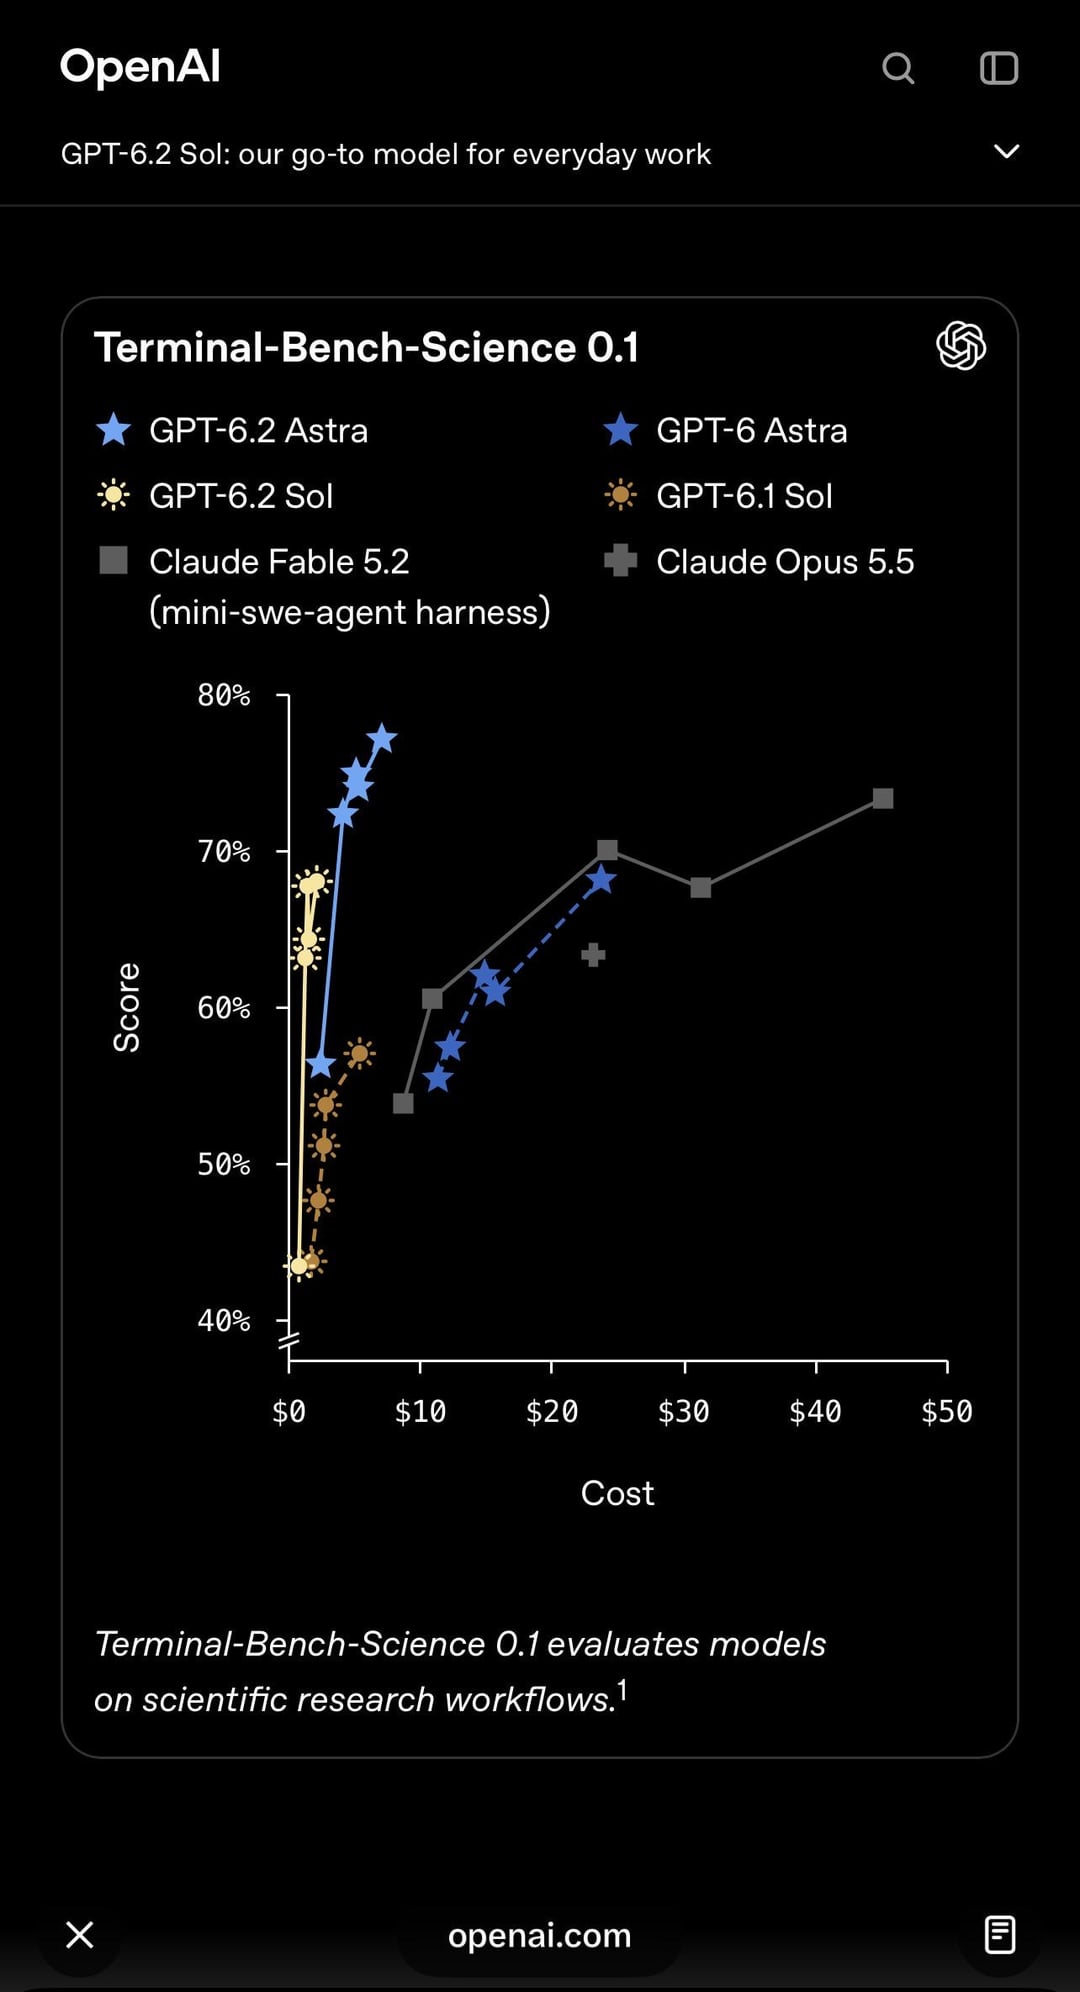 OpenAI
GPT-6.2 Sol: our go-to model for everyday work
Terminal-Bench-Science 0.1
GPT-6.2 Astra
GPT-6 Astra
GPT-6.2 Sol
GPT-6.1 Sol
Claude Fable 5.2
(mini-swe-agent harness)
Claude Opus 5.5
80%
70%
60%
50%
40%
Score
$0 $10 $20 $30 $40 $50
Cost
Terminal-Bench-Science 0.1 evaluates models
on scientific research workflows.¹
openai.com